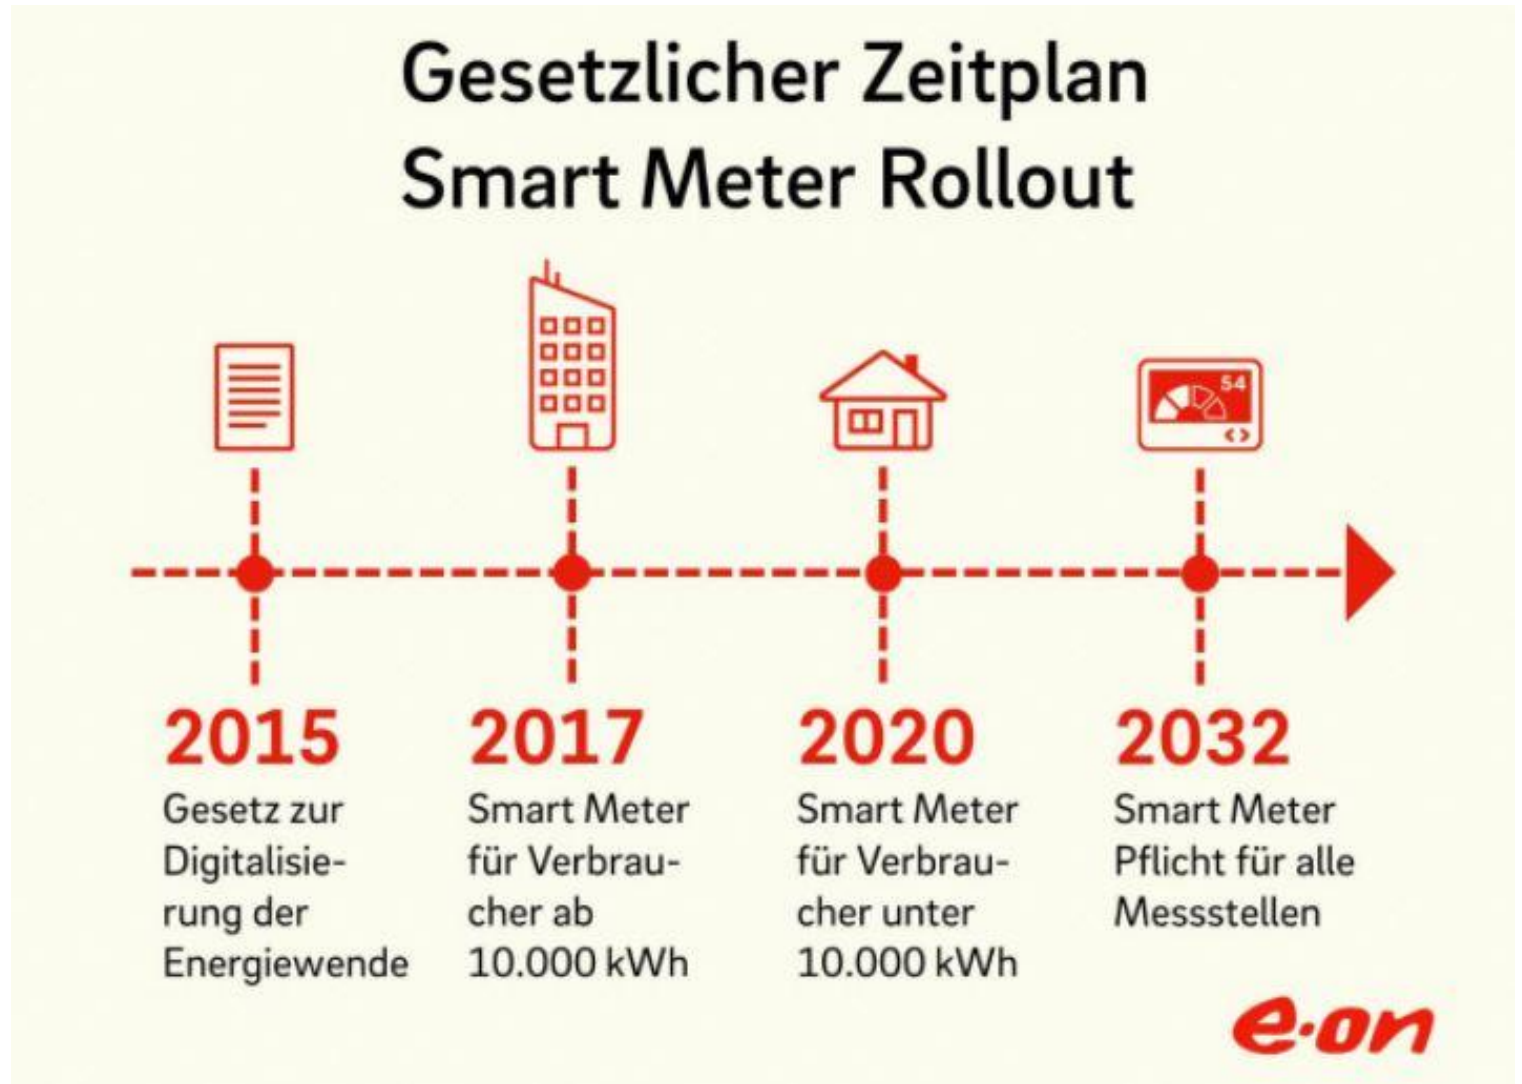 Gesetzlicher Zeitplan
Smart Meter Rollout
54
2015
Gesetz zur
Digitalisie-
rung der
Energiewende
2017
Smart Meter
für Verbrau-
cher ab
10.000 kWh
2020
Smart Meter
für Verbrau-
cher unter
10.000 kWh
2032
Smart Meter
Pflicht für alle
Messstellen
e·on